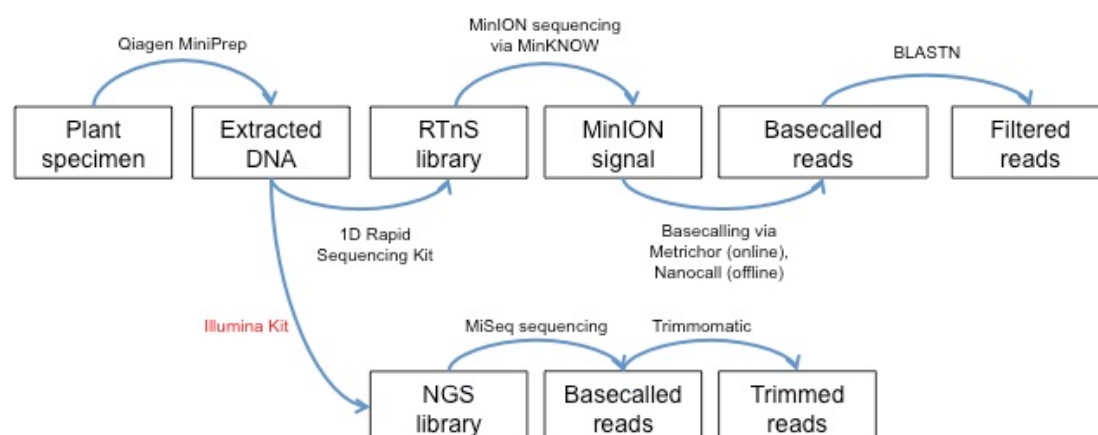 MinION sequencing
via MinKNOW
Qiagen MiniPrep
BLASTN
Plant
specimen
Extracted
DNA
RTnS
library
MinION
signal
Basecalled
reads
Filtered
reads
1D Rapid
Sequencing Kit
Basecalling via
Metrichor (online),
Nanocall (offline)
Illumina Kit
MiSeq sequencing
Trimmomatic
NGS
library
Basecalled
reads
Trimmed
reads